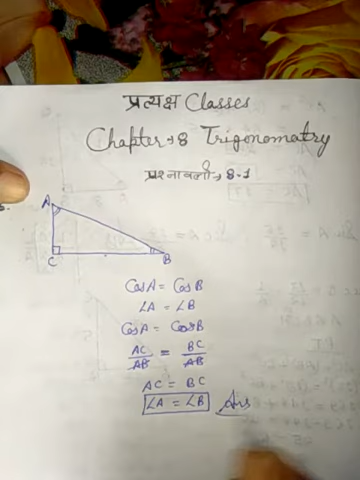 प्रत्यक्ष Classes
Chapter→8 Trigonomatry
प्रश्नावली→8.1
A
C
B
CosA = CosB
∠A = ∠B
CosA = CosB
AC/AB = BC/AB
AC = BC
∠A = ∠B Ans